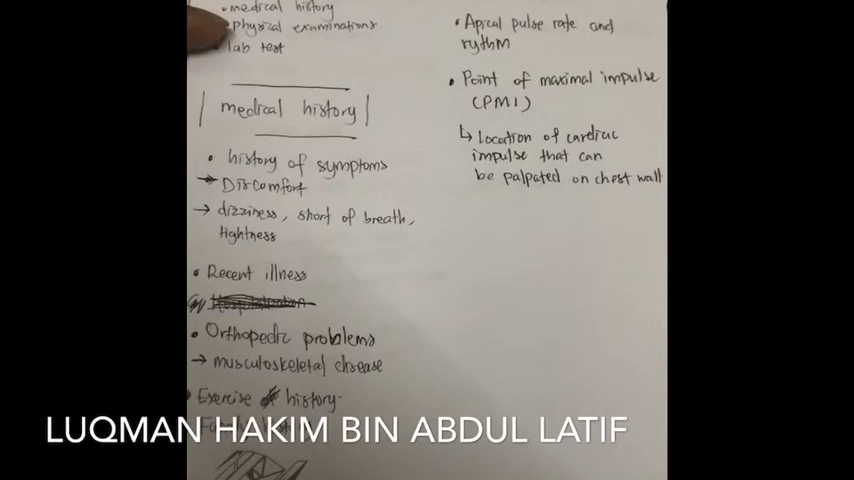 • medical history
physical examinations
lab test
medical history
• history of symptoms
→ Discomfort
→ dizziness, short of breath,
tightness
• Recent illness
• Orthopedic problems
→ musculoskeletal disease
• Exercise history
• Apical pulse rate and
rythm
• Point of maximal impulse
(PMI)
↳ Location of cardiac
impulse that can
be palpated on chest wall
LUQMAN HAKIM BIN ABDUL LATIF